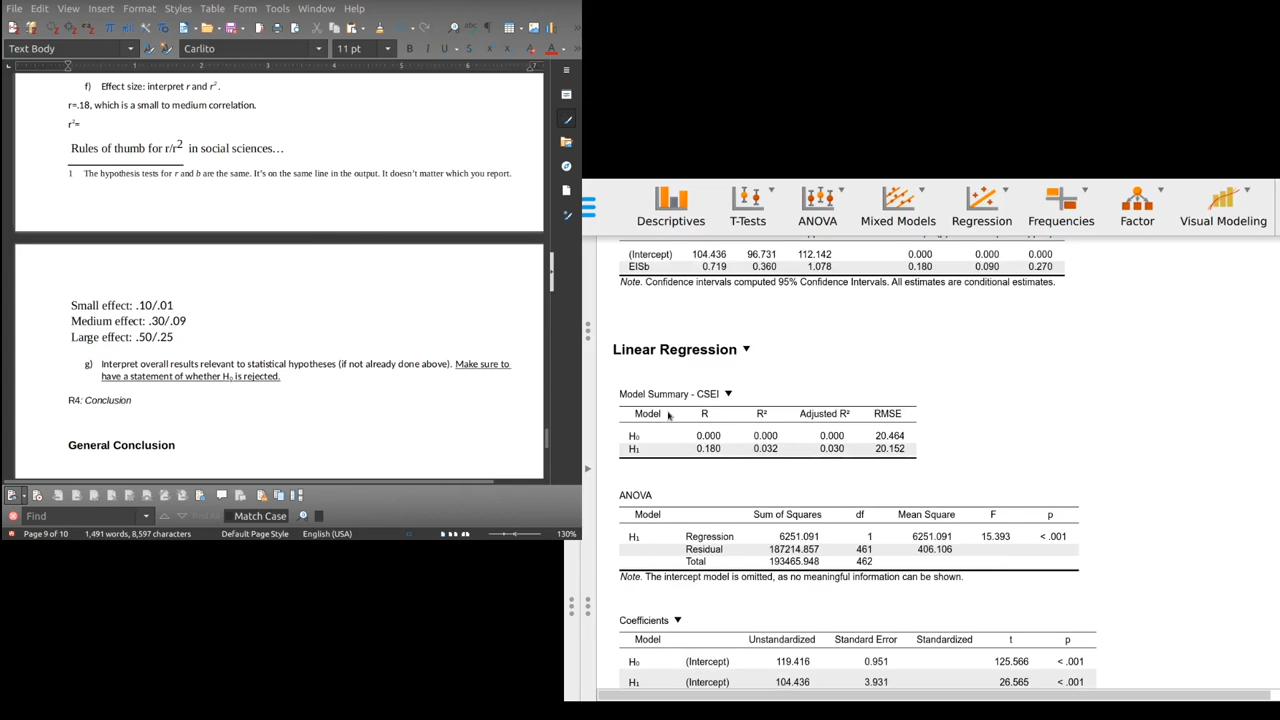 File Edit View Insert Format Styles Table Form Tools Window Help
Text Body Carlito 11 pt
B I U S
1 2 3 4 5 6 7
f) Effect size: interpret r and r².
r=.18, which is a small to medium correlation.
r²=
Rules of thumb for r/r² in social sciences…
1 The hypothesis tests for r and b are the same. It's on the same line in the output. It doesn't matter which you report.
Small effect: .10/.01
Medium effect: .30/.09
Large effect: .50/.25
g) Interpret overall results relevant to statistical hypotheses (if not already done above). Make sure to
have a statement of whether H₀ is rejected.
R4: Conclusion
General Conclusion
Find Match Case
Page 9 of 10 1,491 words, 8,597 characters Default Page Style English (USA) 130%
Descriptives T-Tests ANOVA Mixed Models Regression Frequencies Factor Visual Modeling
(Intercept) 104.436 96.731 112.142 0.000 0.000 0.000
EISb 0.719 0.360 1.078 0.180 0.090 0.270
Note. Confidence intervals computed 95% Confidence Intervals. All estimates are conditional estimates.
Linear Regression
Model Summary - CSEI
Model R R² Adjusted R² RMSE
H₀ 0.000 0.000 0.000 20.464
H₁ 0.180 0.032 0.030 20.152
ANOVA
Model Sum of Squares df Mean Square F p
H₁ Regression 6251.091 1 6251.091 15.393 < .001
Residual 187214.857 461 406.106
Total 193465.948 462
Note. The intercept model is omitted, as no meaningful information can be shown.
Coefficients
Model Unstandardized Standard Error Standardized t p
H₀ (Intercept) 119.416 0.951 125.566 < .001
H₁ (Intercept) 104.436 3.931 26.565 < .001